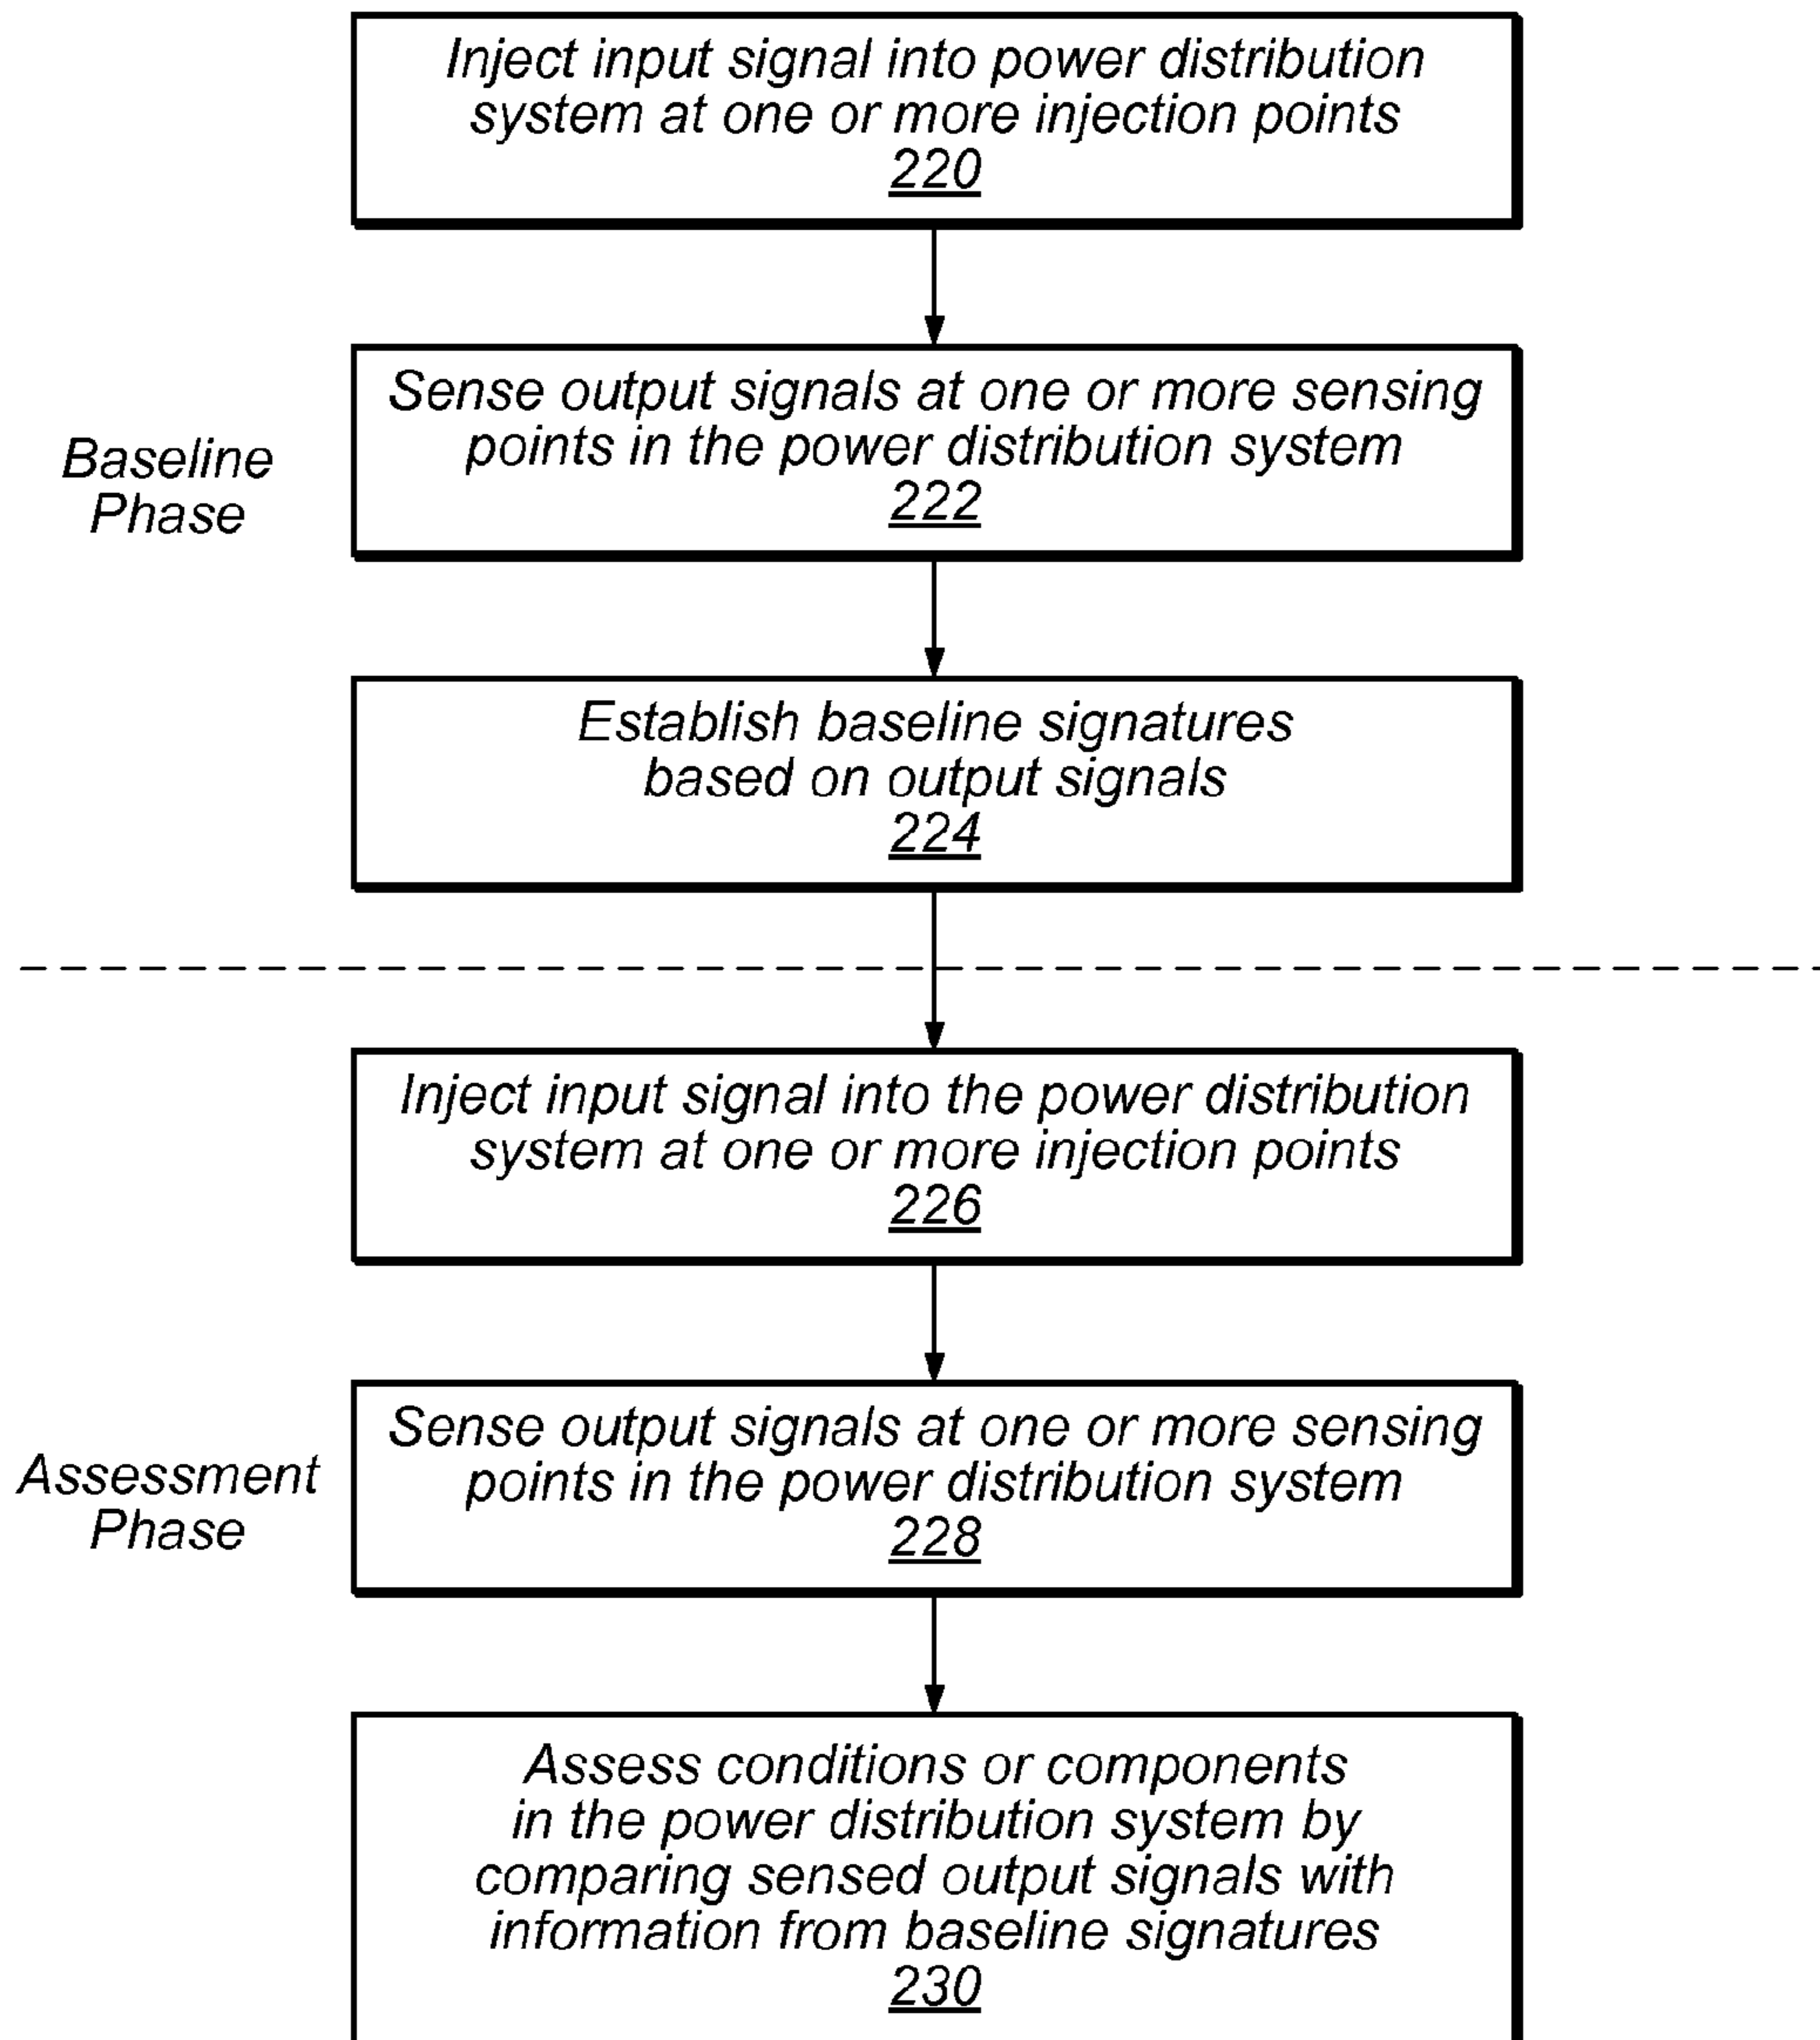 Inject input signal into power distribution
system at one or more injection points
220
Sense output signals at one or more sensing
points in the power distribution system
222
Baseline
Phase
Establish baseline signatures
based on output signals
224
Inject input signal into the power distribution
system at one or more injection points
226
Sense output signals at one or more sensing
points in the power distribution system
228
Assessment
Phase
Assess conditions or components
in the power distribution system by
comparing sensed output signals with
information from baseline signatures
230